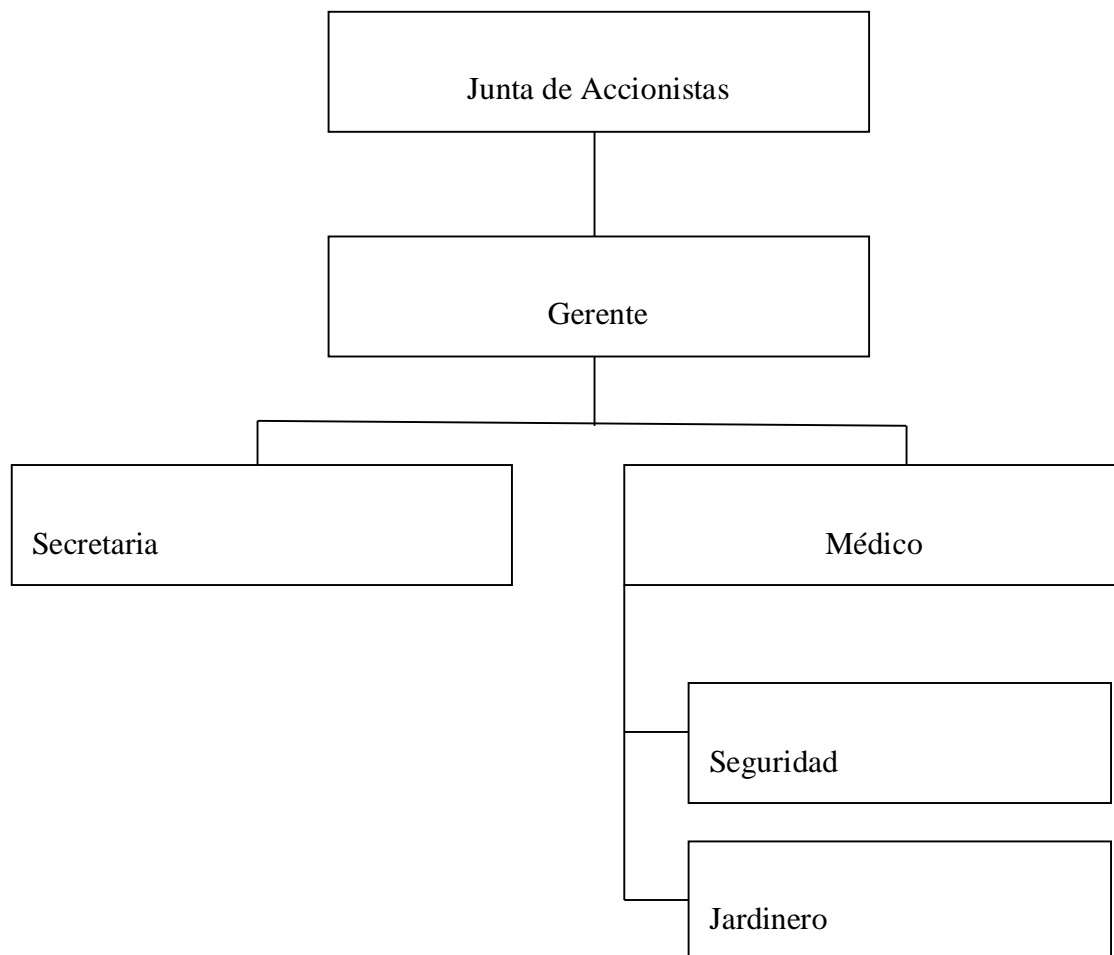 Junta de Accionistas
Gerente
Secretaria
Médico
Seguridad
Jardinero